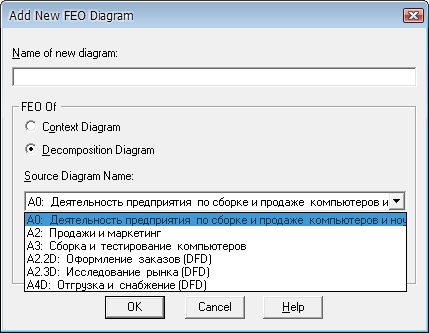 Add New FEO Diagram
Name of new diagram:
FEO Of
Context Diagram
Decomposition Diagram
Source Diagram Name:
A0: Деятельность предприятия по сборке и продаже компьютеров и
A0: Деятельность предприятия по сборке и продаже компьютеров и ноу
A2: Продажи и маркетинг
A3: Сборка и тестирование компьютеров
A2.2D: Оформление заказов (DFD)
A2.3D: Исследование рынка (DFD)
A4D: Отгрузка и снабжение (DFD)
OK Cancel Help